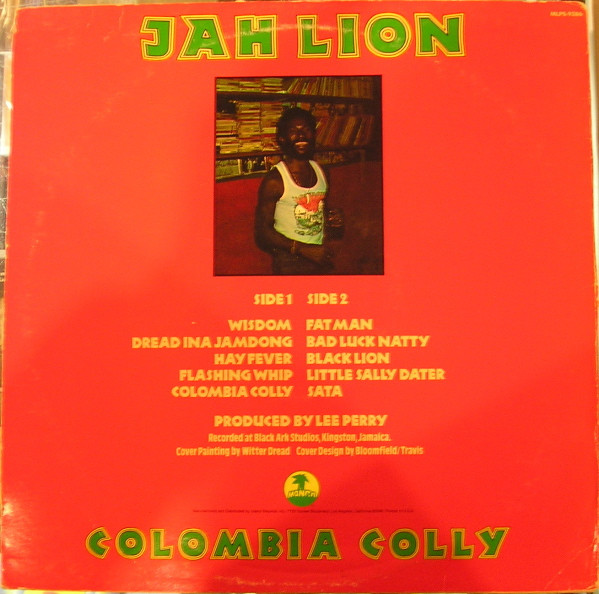 JAH LION
SIDE 1 SIDE 2
WISDOM FATMAN
DREAD INA JAMDONG BAD LUCK NATTY
HAY FEVER BLACK LION
FLASHING WHIP LITTLE SALLY DATER
COLOMBIA COLLY SATA
PRODUCED BY LEE PERRY
Recorded at Black Ark Studios, Kingston, Jamaica.
Cover Painting by Witter Dread Cover Design by Bloomfield/Travis
MANGO
COLOMBIA COLLY